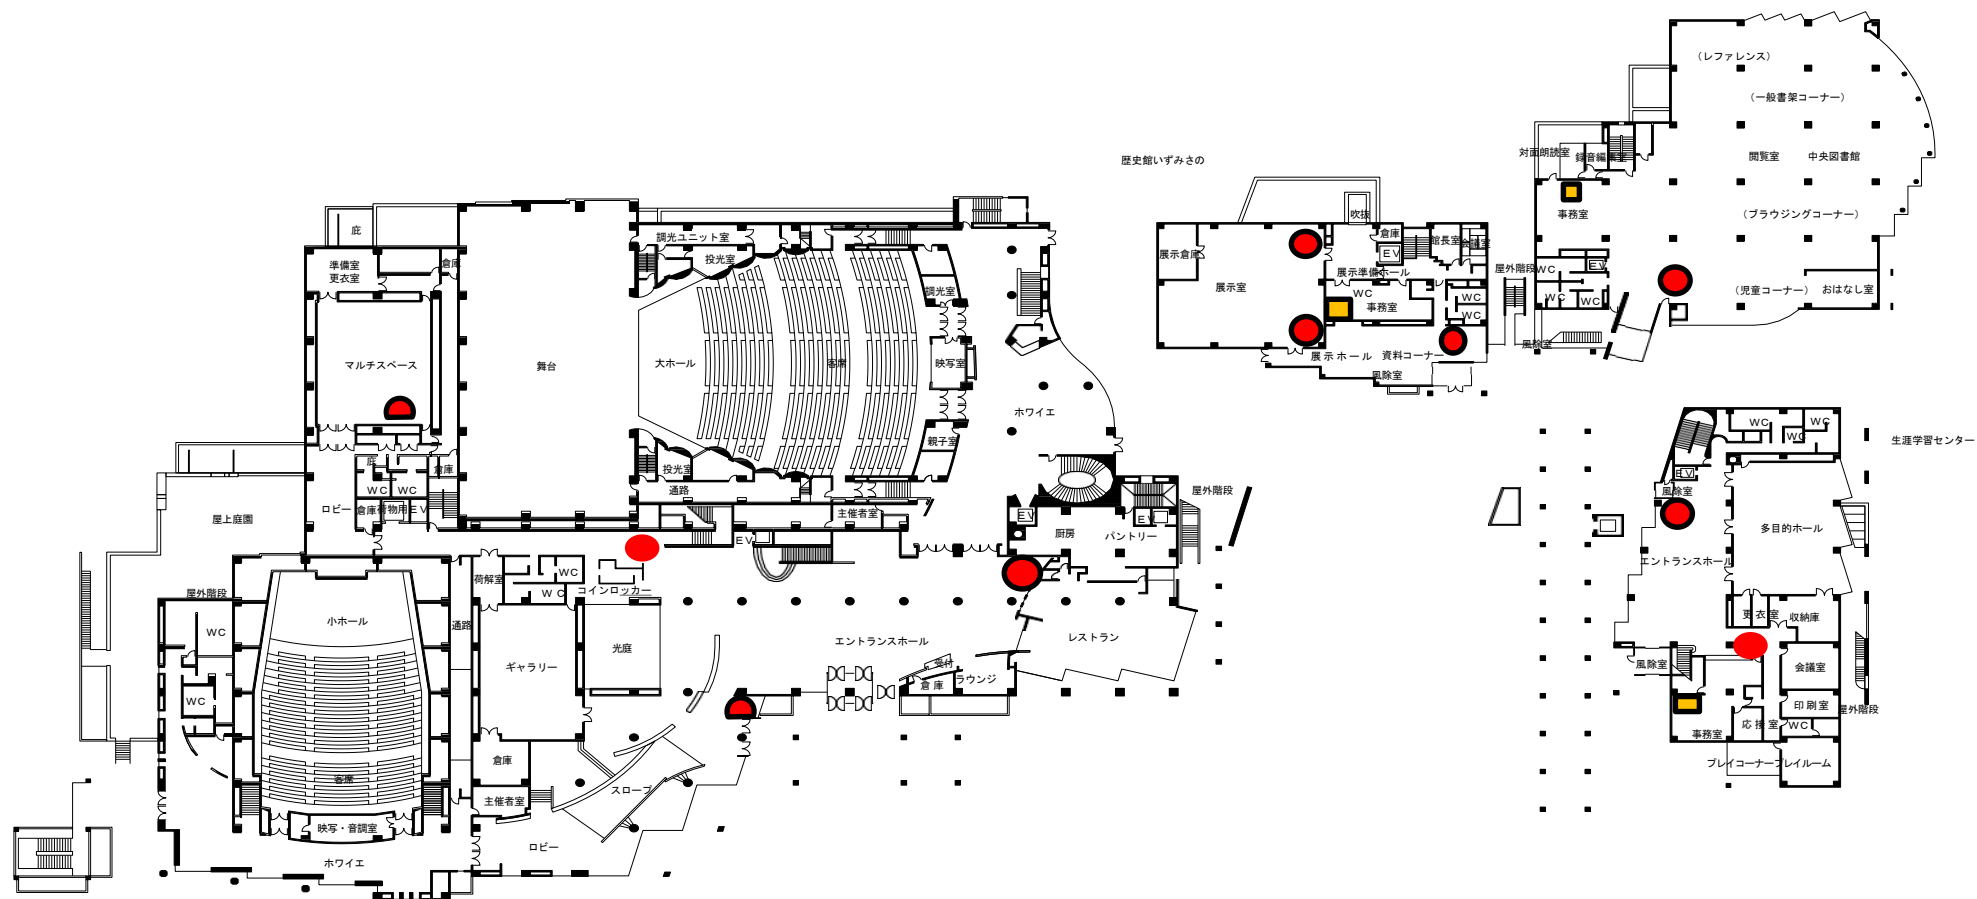 (レファレンス)
(一般書架コーナー)
対面朗読室
録音編集室
閲覧室
中央図書館
歴史館いずみさの
事務室
(ブラウジングコーナー)
WC
EV
WC
WC
(児童コーナー)
おはなし室
屋外階段
風除室
吹抜
倉庫
館長室
会議室
展示倉庫
EV
展示準備ホール
展示室
WC
事務室
WC
WC
展示ホール
資料コーナー
風除室
庇
調光ユニット室
投光室
準備室
更衣室
倉庫
調光室
マルチスペース
舞台
大ホール
客席
映写室
ホワイエ
親子室
庇
倉庫
投光室
通路
WC
WC
ロビー
倉庫
荷物用EV
屋上庭園
主催者室
EV
EV
EV
厨房
パントリー
屋外階段
荷解室
WC
WC
コインロッカー
屋外階段
小ホール
通路
WC
ギャラリー
光庭
エントランスホール
レストラン
受付
倉庫
ラウンジ
WC
倉庫
スロープ
客席
主催者室
映写・音調室
ホワイエ
ロビー
WC
WC
WC
生涯学習センター
EV
風除室
多目的ホール
エントランスホール
更衣室
収納庫
風除室
会議室
印刷室
屋外階段
応接室
WC
事務室
プレイコーナー
プレイルーム